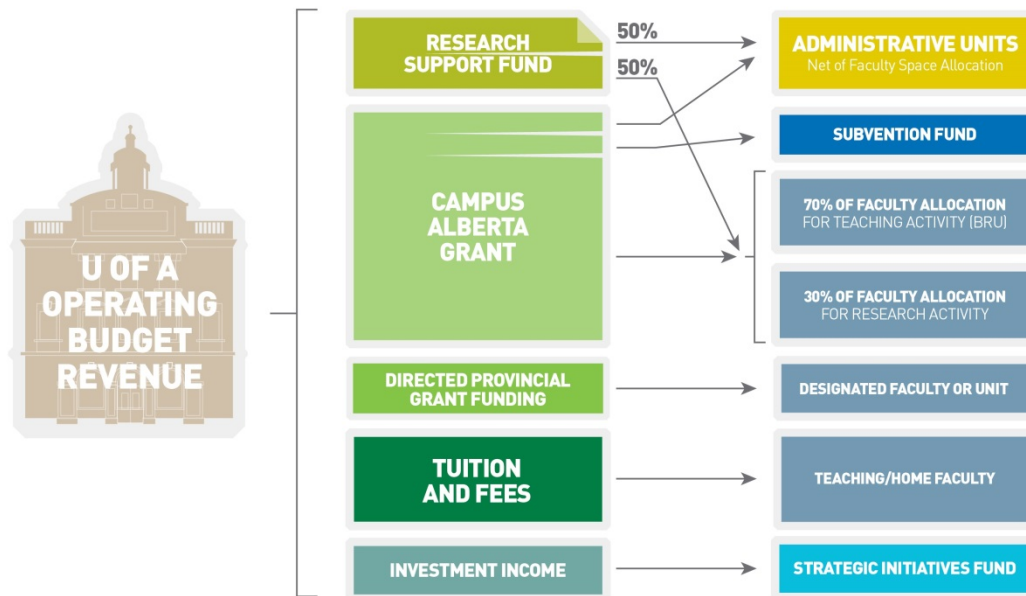 U OF A
OPERATING
BUDGET
REVENUE
RESEARCH
SUPPORT FUND
50%
50%
CAMPUS
ALBERTA
GRANT
DIRECTED PROVINCIAL
GRANT FUNDING
TUITION
AND FEES
INVESTMENT INCOME
ADMINISTRATIVE UNITS
Net of Faculty Space Allocation
SUBVENTION FUND
70% OF FACULTY ALLOCATION
FOR TEACHING ACTIVITY (BRU)
30% OF FACULTY ALLOCATION
FOR RESEARCH ACTIVITY
DESIGNATED FACULTY OR UNIT
TEACHING/HOME FACULTY
STRATEGIC INITIATIVES FUND